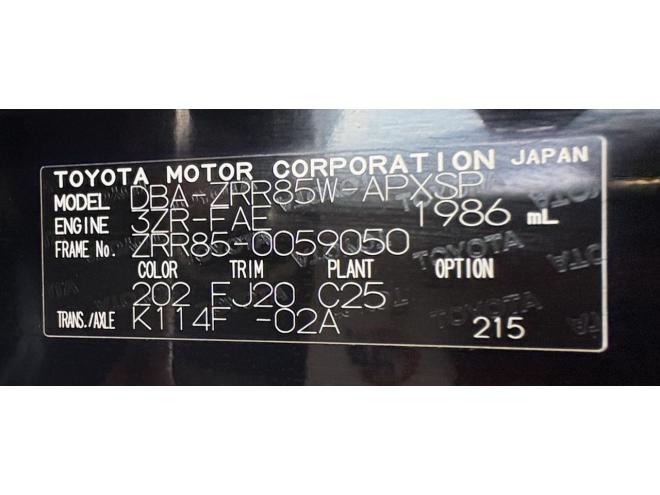 TOYOTA MOTOR CORPORATION JAPAN
MODEL DBA-ZRR85W-APXSP
ENGINE 3ZR-FAE 1986 mL
FRAME No. ZRR85-0059050
COLOR TRIM PLANT OPTION
202 FJ20 C25
TRANS./AXLE K114F -02A 215